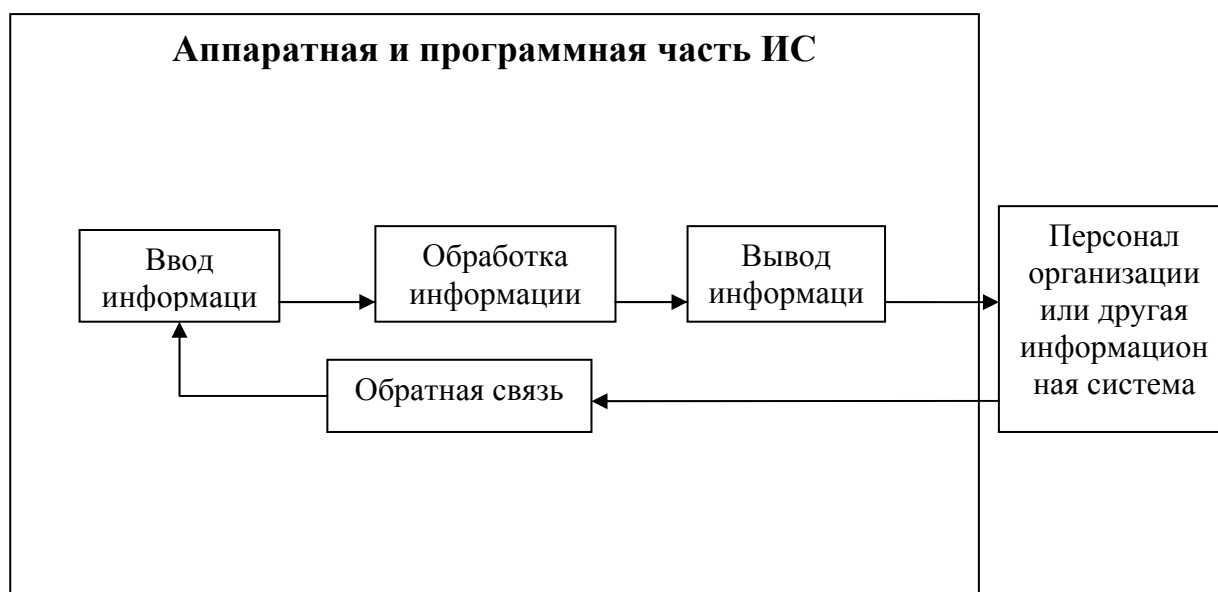 Аппаратная и программная часть ИС
Ввод
информаци
Обработка
информации
Вывод
информаци
Персонал
организации
или другая
информацион
ная система
Обратная связь